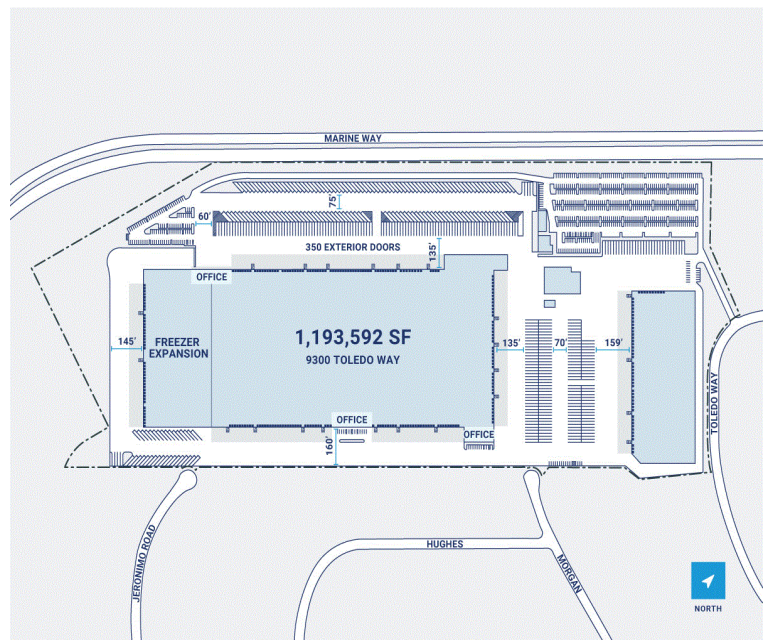 MARINE WAY
75'
60'
350 EXTERIOR DOORS
135'
OFFICE
1,193,592 SF
9300 TOLEDO WAY
FREEZER
EXPANSION
145'
135'
70'
159'
OFFICE
OFFICE
160'
TOLEDO WAY
JERONIMO ROAD
HUGHES
MORGAN
NORTH